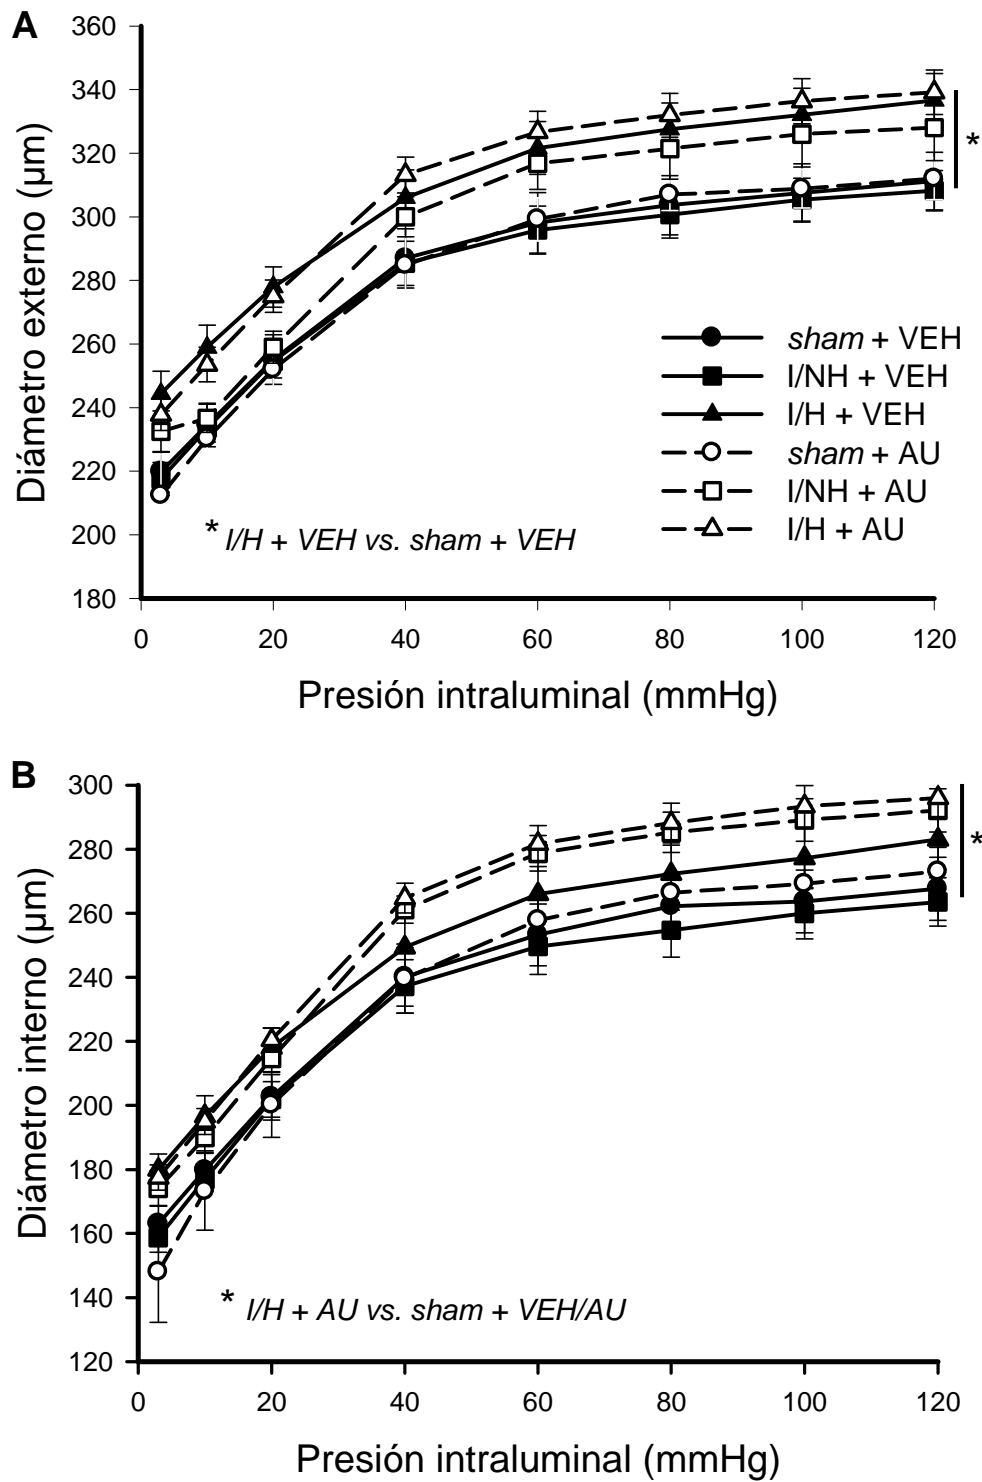 A
360
340
320
300
280
260
240
220
200
180
Diámetro externo (µm)
*
sham + VEH
I/NH + VEH
I/H + VEH
sham + AU
I/NH + AU
I/H + AU
* I/H + VEH vs. sham + VEH
0 20 40 60 80 100 120
Presión intraluminal (mmHg)
B
300
280
260
240
220
200
180
160
140
120
Diámetro interno (µm)
*
* I/H + AU vs. sham + VEH/AU
0 20 40 60 80 100 120
Presión intraluminal (mmHg)